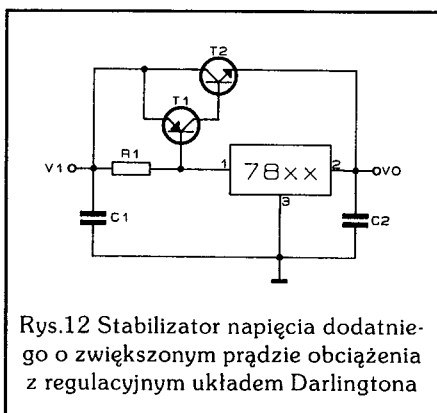 T2
T1
V1
R1
1
78xx
2
VO
3
C1
C2
Rys.12 Stabilizator napięcia dodatnie-
go o zwiększonym prądzie obciążenia
z regulacyjnym układem Darlingtona